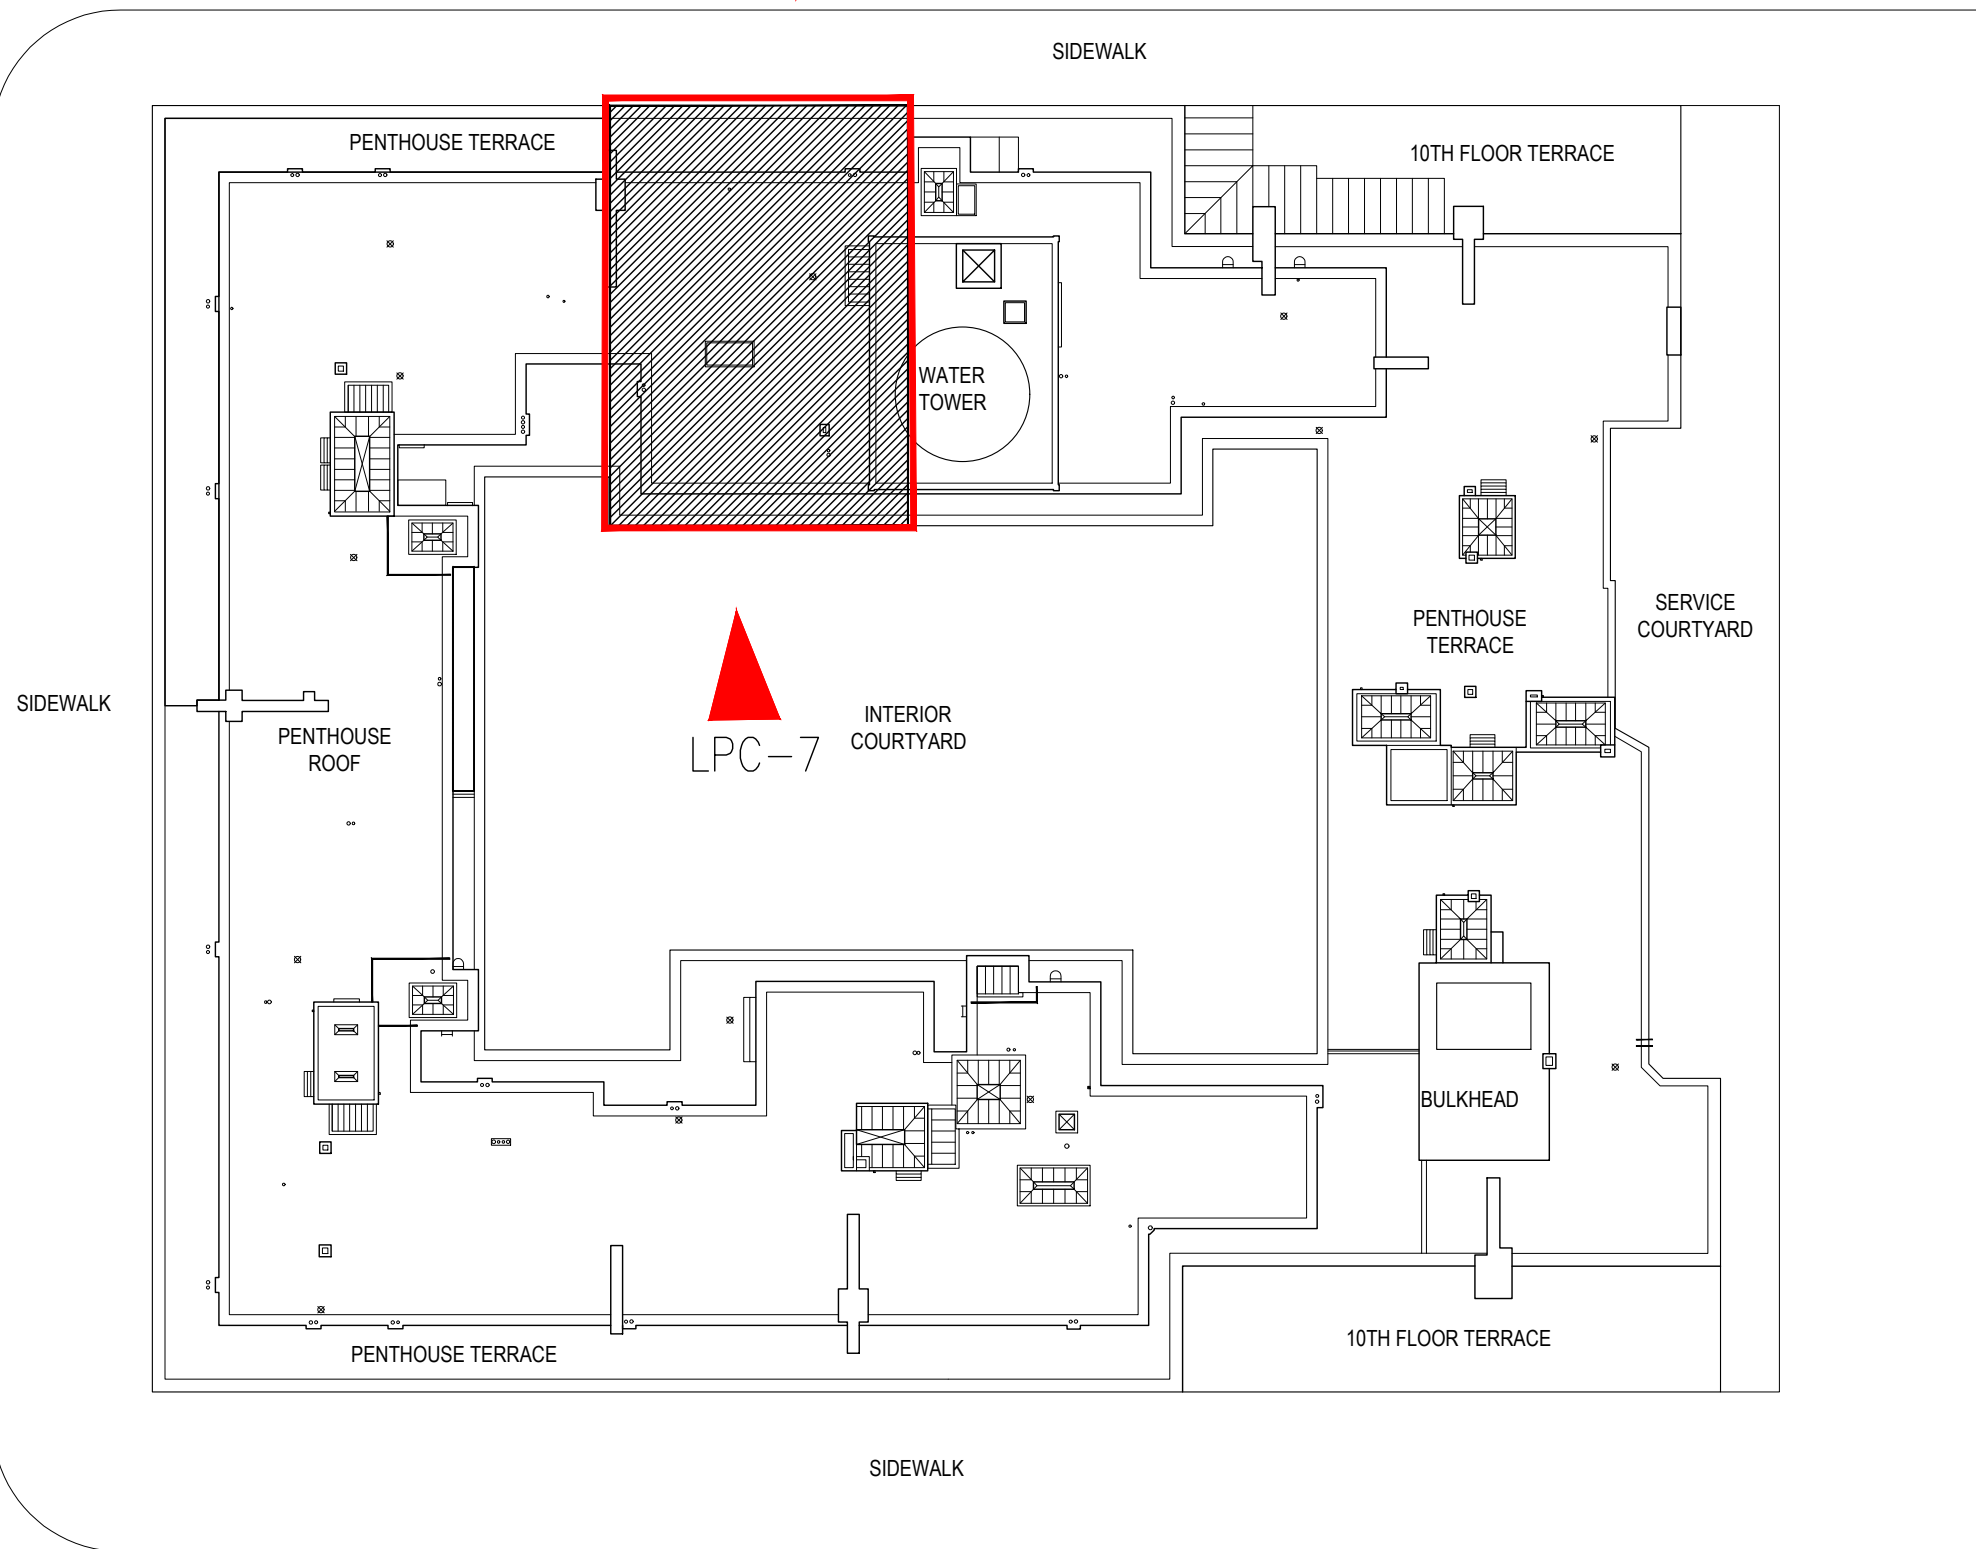 SIDEWALK
PENTHOUSE TERRACE
10TH FLOOR TERRACE
WATER
TOWER
PENTHOUSE
TERRACE
SERVICE
COURTYARD
SIDEWALK
PENTHOUSE
ROOF
LPC-7
INTERIOR
COURTYARD
BULKHEAD
PENTHOUSE TERRACE
10TH FLOOR TERRACE
SIDEWALK